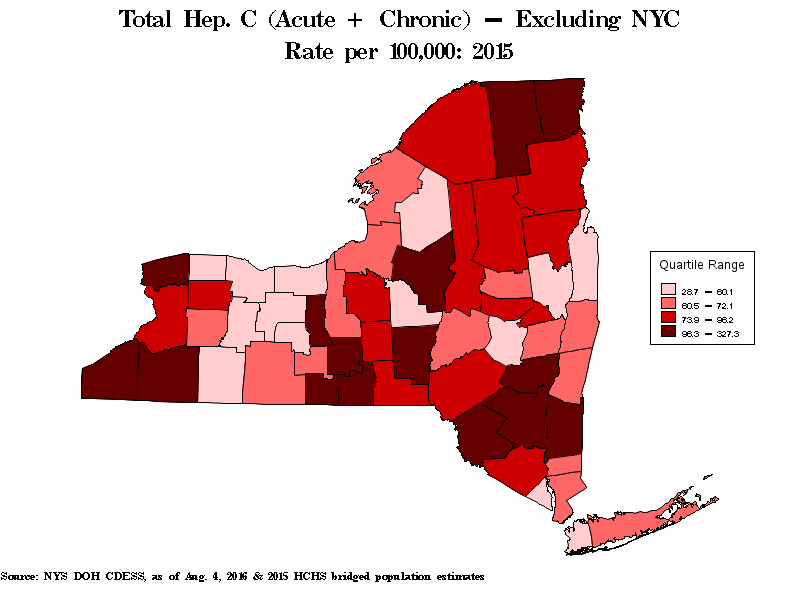 Total Hep. C (Acute + Chronic) – Excluding NYC
Rate per 100,000: 2015
Quartile Range
28.7 – 60.1
60.5 – 72.1
73.9 – 96.2
96.3 – 327.3
Source: NYS DOH CDESS, as of Aug. 4, 2016 & 2015 HCHS bridged population estimates